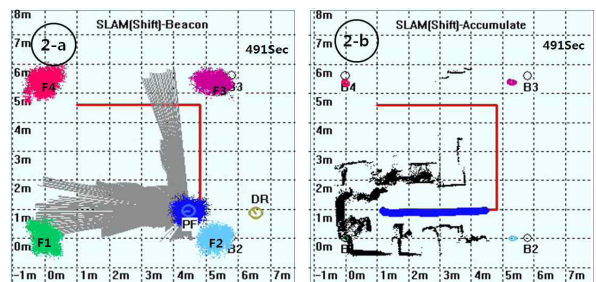 SLAM[Shift]-Beacon
8m
2-a
491Sec
7m
6m
F4
F3
B3
5m
4m
3m
2m
DR
1m
PF
0m
F1
F2
B2
-1m 0m 1m 2m 3m 4m 5m 6m 7m
SLAM[Shift]-Accumulate
8m
2-b
491Sec
7m
6m
B4
B3
5m
4m
3m
2m
1m
0m
B2
-1m 0m 1m 2m 3m 4m 5m 6m 7m